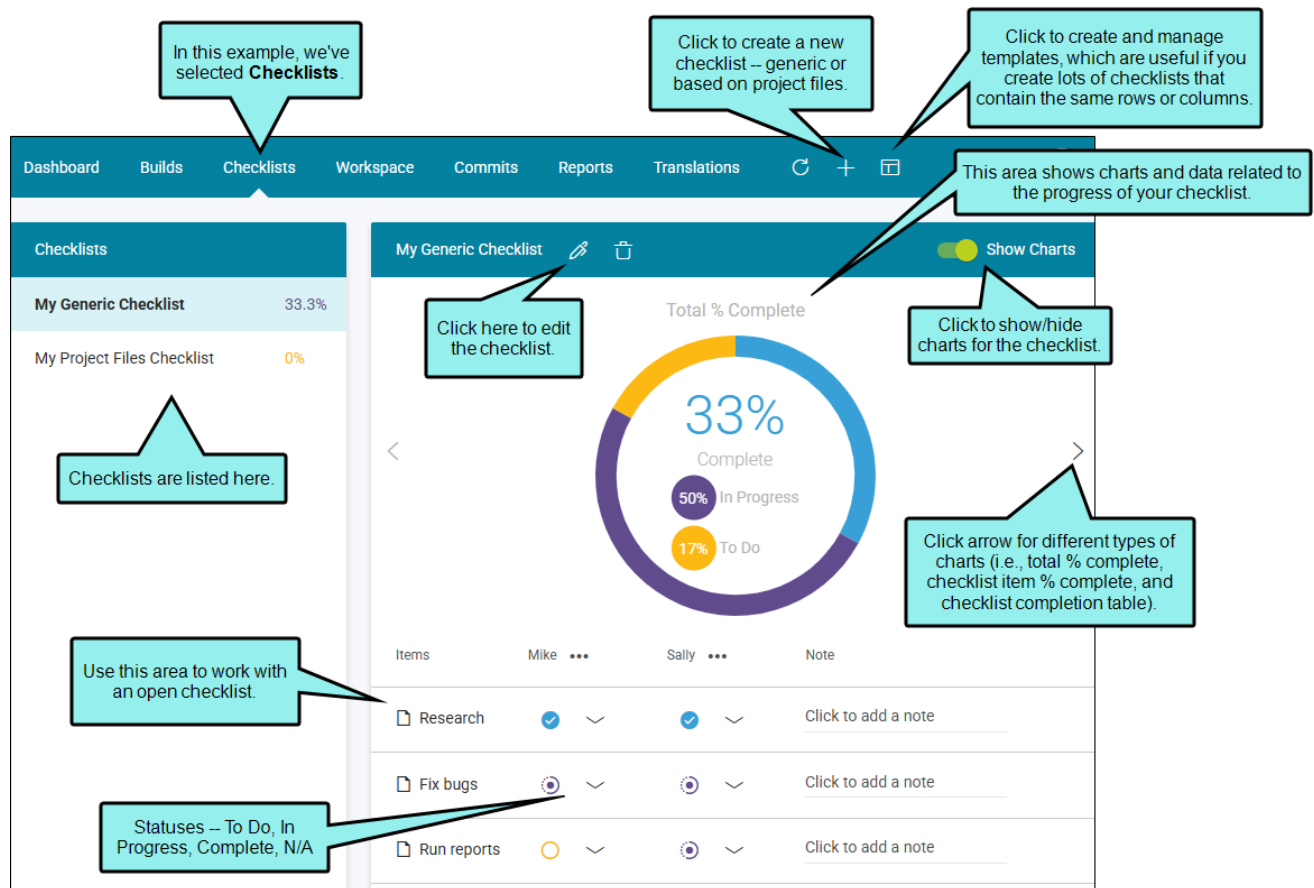 In this example, we've
selected Checklists.
Click to create a new
checklist -- generic or
based on project files.
Click to create and manage
templates, which are useful if you
create lots of checklists that
contain the same rows or columns.
Dashboard Builds Checklists Workspace Commits Reports Translations
This area shows charts and data related to
the progress of your checklist.
Checklists
My Generic Checklist 33.3%
My Project Files Checklist 0%
Checklists are listed here.
My Generic Checklist
Show Charts
Click here to edit
the checklist.
Click to show/hide
charts for the checklist.
Total % Complete
33%
Complete
50% In Progress
17% To Do
Click arrow for different types of
charts (i.e., total % complete,
checklist item % complete, and
checklist completion table).
Use this area to work with
an open checklist.
Items Mike ••• Sally ••• Note
Research Click to add a note
Fix bugs Click to add a note
Statuses -- To Do, In
Progress, Complete, N/A
Run reports Click to add a note